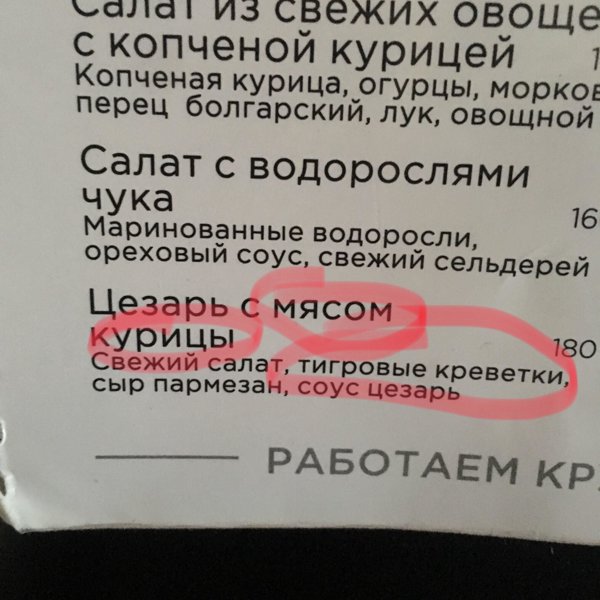 Салат из свежих овоще
с копченой курицей 1
Копченая курица, огурцы, морков
перец болгарский, лук, овощной
Салат с водорослями
чука 16
Маринованные водоросли,
ореховый соус, свежий сельдерей
Цезарь с мясом
курицы 180
Свежий салат, тигровые креветки,
сыр пармезан, соус цезарь
РАБОТАЕМ КР